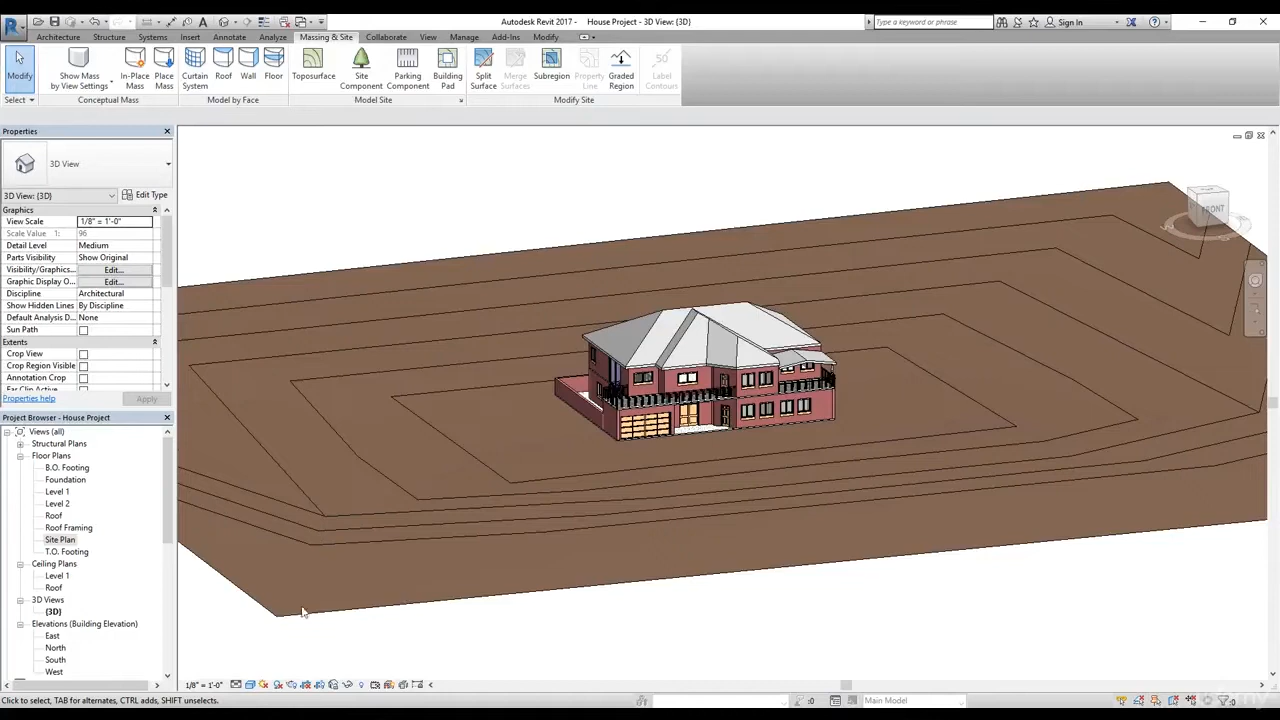 Autodesk Revit 2017 - House Project - 3D View: {3D}
Type a keyword or phrase
Sign In
Architecture Structure Systems Insert Annotate Analyze Massing & Site Collaborate View Manage Add-Ins Modify
Modify
Show Mass by View Settings
In-Place Mass
Place Mass
Curtain System
Roof
Wall
Floor
Toposurface
Site Component
Parking Component
Building Pad
Split Surface
Merge Surfaces
Subregion
Property Line
Graded Region
50
Label Contours
Select
Conceptual Mass
Model by Face
Model Site
Modify Site
Properties
3D View
3D View: {3D}
Edit Type
Graphics
View Scale 1/8" = 1'-0"
Scale Value 1: 96
Detail Level Medium
Parts Visibility Show Original
Visibility/Graphics... Edit...
Graphic Display O... Edit...
Discipline Architectural
Show Hidden Lines By Discipline
Default Analysis D... None
Sun Path
Extents
Crop View
Crop Region Visible
Annotation Crop
Far Clip Active
Properties help
Apply
Project Browser - House Project
Views (all)
Structural Plans
Floor Plans
B.O. Footing
Foundation
Level 1
Level 2
Roof
Roof Framing
Site Plan
T.O. Footing
Ceiling Plans
Level 1
Roof
3D Views
{3D}
Elevations (Building Elevation)
East
North
South
West
FRONT
1/8" = 1'-0"
Click to select, TAB for alternates, CTRL adds, SHIFT unselects.
:0
Main Model
:0